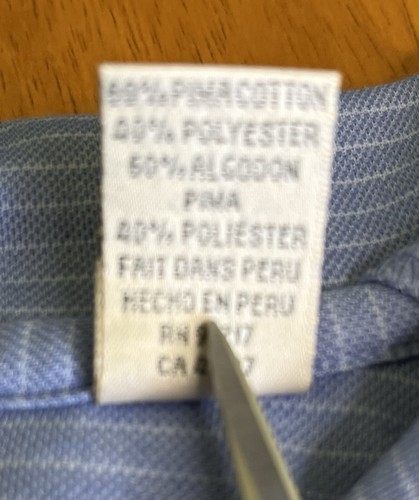 60% PIMA COTTON
40% POLYESTER
60% ALGODON
PIMA
40% POLIÉSTER
FAIT DANS PERU
HECHO EN PERU
RN
CA